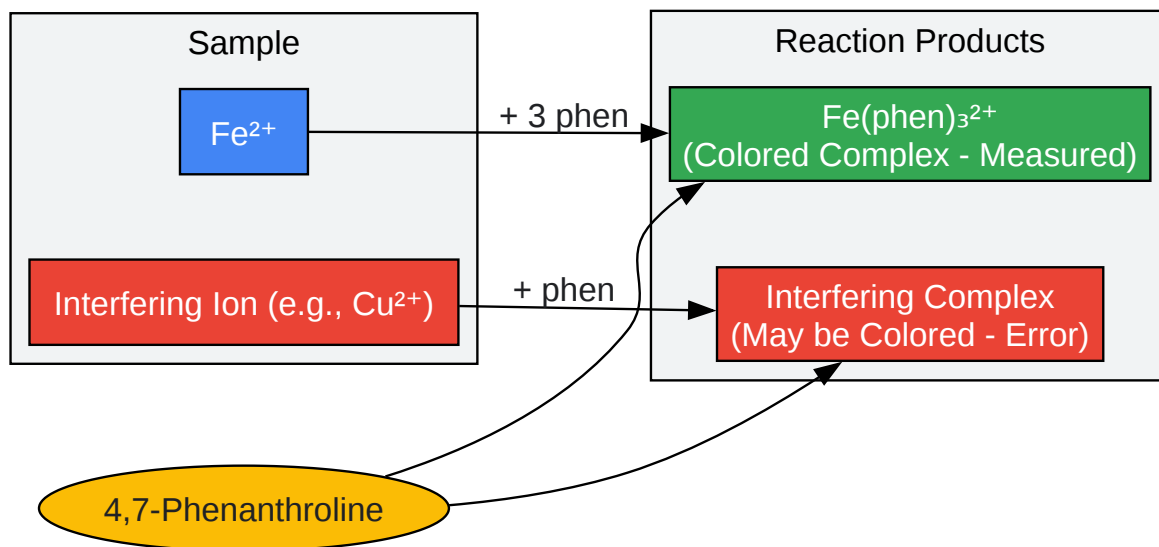 Sample
Reaction Products
Fe²⁺
+ 3 phen
Fe(phen)₃²⁺
(Colored Complex - Measured)
Interfering Ion (e.g., Cu²⁺)
+ phen
Interfering Complex
(May be Colored - Error)
4,7-Phenanthroline